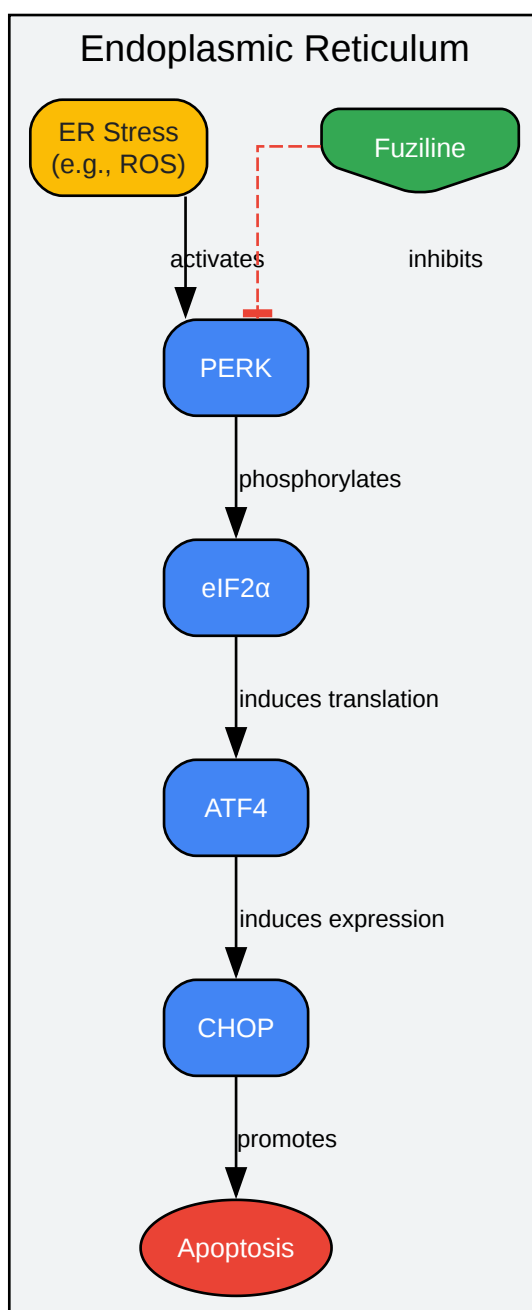 Endoplasmic Reticulum
ER Stress
(e.g., ROS)
Fuziline
activates
inhibits
PERK
phosphorylates
eIF2α
induces translation
ATF4
induces expression
CHOP
promotes
Apoptosis